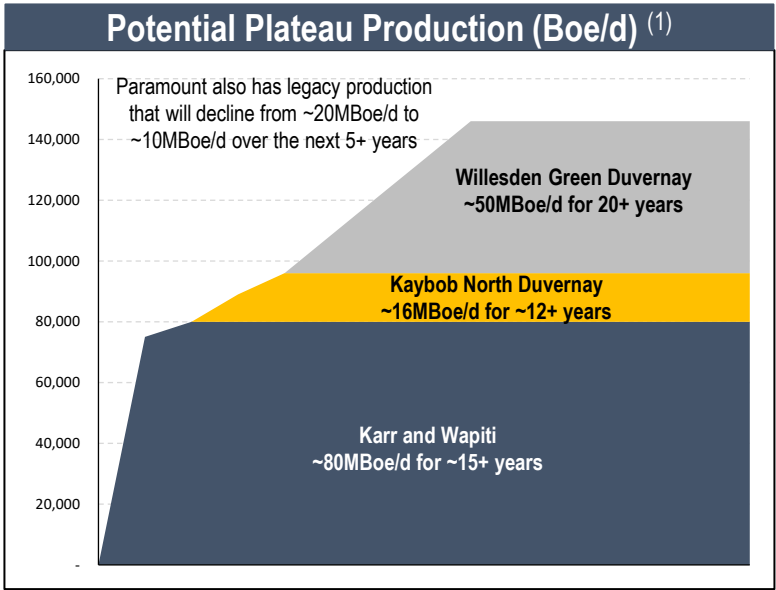 Potential Plateau Production (Boe/d) (1)
160,000
Paramount also has legacy production
that will decline from ~20MBoe/d to
~10MBoe/d over the next 5+ years
140,000
Willesden Green Duvernay
~50MBoe/d for 20+ years
120,000
100,000
Kaybob North Duvernay
~16MBoe/d for ~12+ years
80,000
60,000
Karr and Wapiti
~80MBoe/d for ~15+ years
40,000
20,000
-